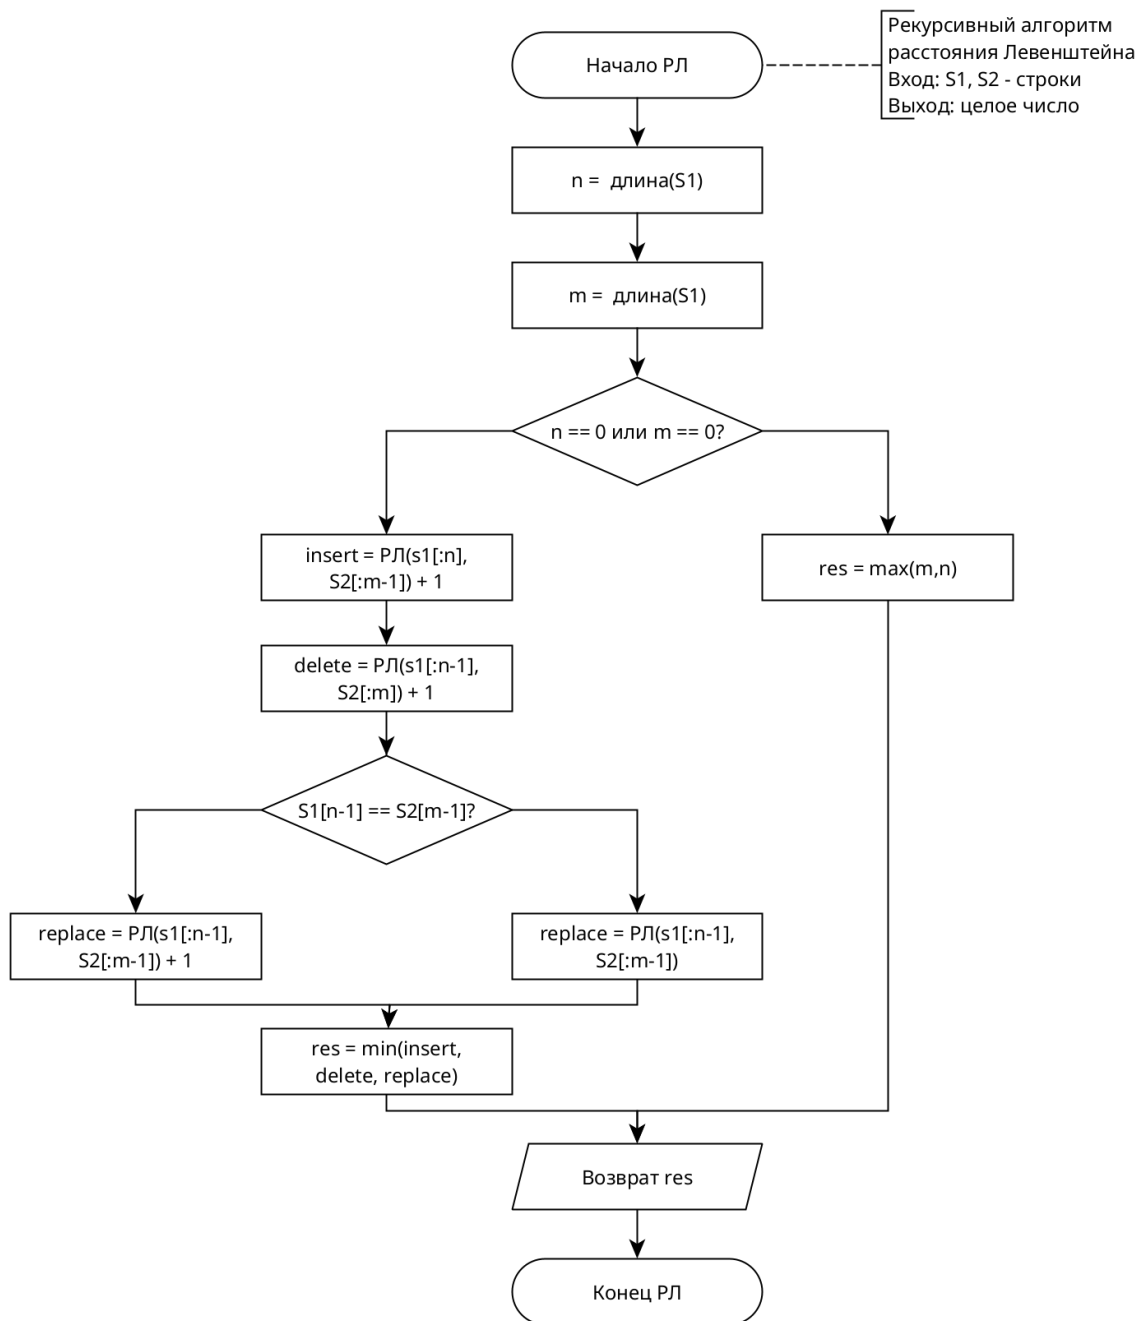 Начало РЛ
Рекурсивный алгоритм
расстояния Левенштейна
Вход: S1, S2 - строки
Выход: целое число
n = длина(S1)
m = длина(S1)
n == 0 или m == 0?
insert = РЛ(s1[:n],
S2[:m-1]) + 1
res = max(m,n)
delete = РЛ(s1[:n-1],
S2[:m]) + 1
S1[n-1] == S2[m-1]?
replace = РЛ(s1[:n-1],
S2[:m-1]) + 1
replace = РЛ(s1[:n-1],
S2[:m-1])
res = min(insert,
delete, replace)
Возврат res
Конец РЛ